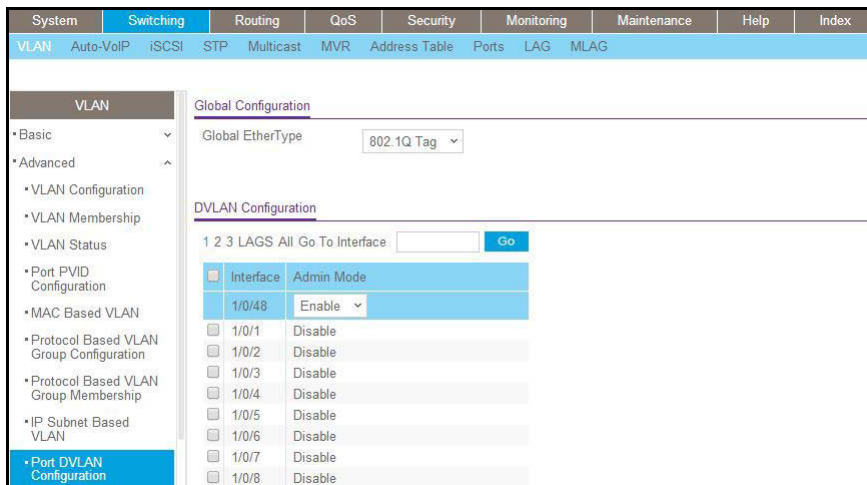 System Switching Routing QoS Security Monitoring Maintenance Help Index
VLAN Auto-VoIP iSCSI STP Multicast MVR Address Table Ports LAG MLAG
VLAN
Basic
Advanced
VLAN Configuration
VLAN Membership
VLAN Status
Port PVID
Configuration
MAC Based VLAN
Protocol Based VLAN
Group Configuration
Protocol Based VLAN
Group Membership
IP Subnet Based
VLAN
Port DVLAN
Configuration
Global Configuration
Global EtherType 802.1Q Tag
DVLAN Configuration
1 2 3 LAGS All Go To Interface Go
Interface Admin Mode
1/0/48 Enable
1/0/1 Disable
1/0/2 Disable
1/0/3 Disable
1/0/4 Disable
1/0/5 Disable
1/0/6 Disable
1/0/7 Disable
1/0/8 Disable